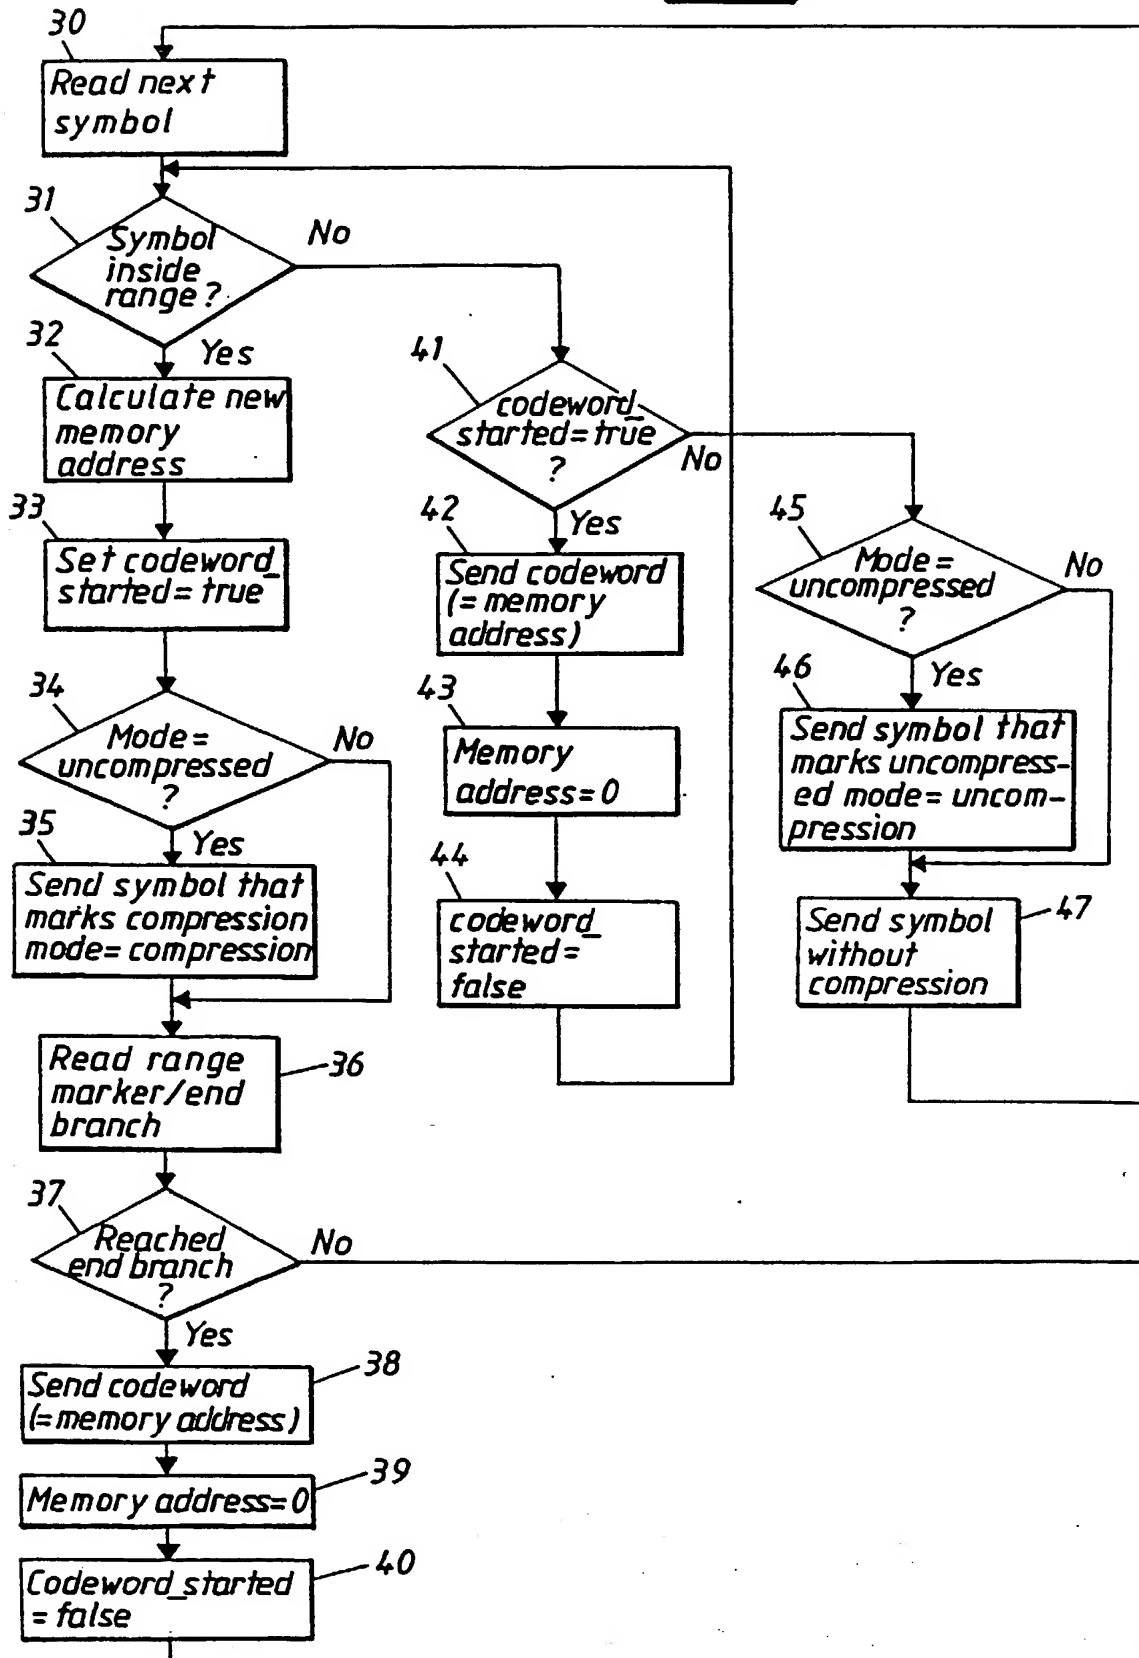 30
Read next
symbol
31
Symbol
inside
range?
No
Yes
32
Calculate new
memory
address
33
Set codeword_
started=true
34
Mode=
uncompressed
?
No
Yes
35
Send symbol that
marks compression
mode=compression
Read range
marker/end
branch
36
37
Reached
end branch
?
No
Yes
Send codeword
(=memory address)
38
Memory address=0
39
Codeword_started
=false
40
41
codeword_
started=true
?
No
Yes
42
Send codeword
(=memory
address)
43
Memory
address=0
44
codeword_
started=
false
45
Mode=
uncompressed
?
No
Yes
46
Send symbol that
marks uncompress-
ed mode=uncom-
pression
Send symbol
without
compression
47